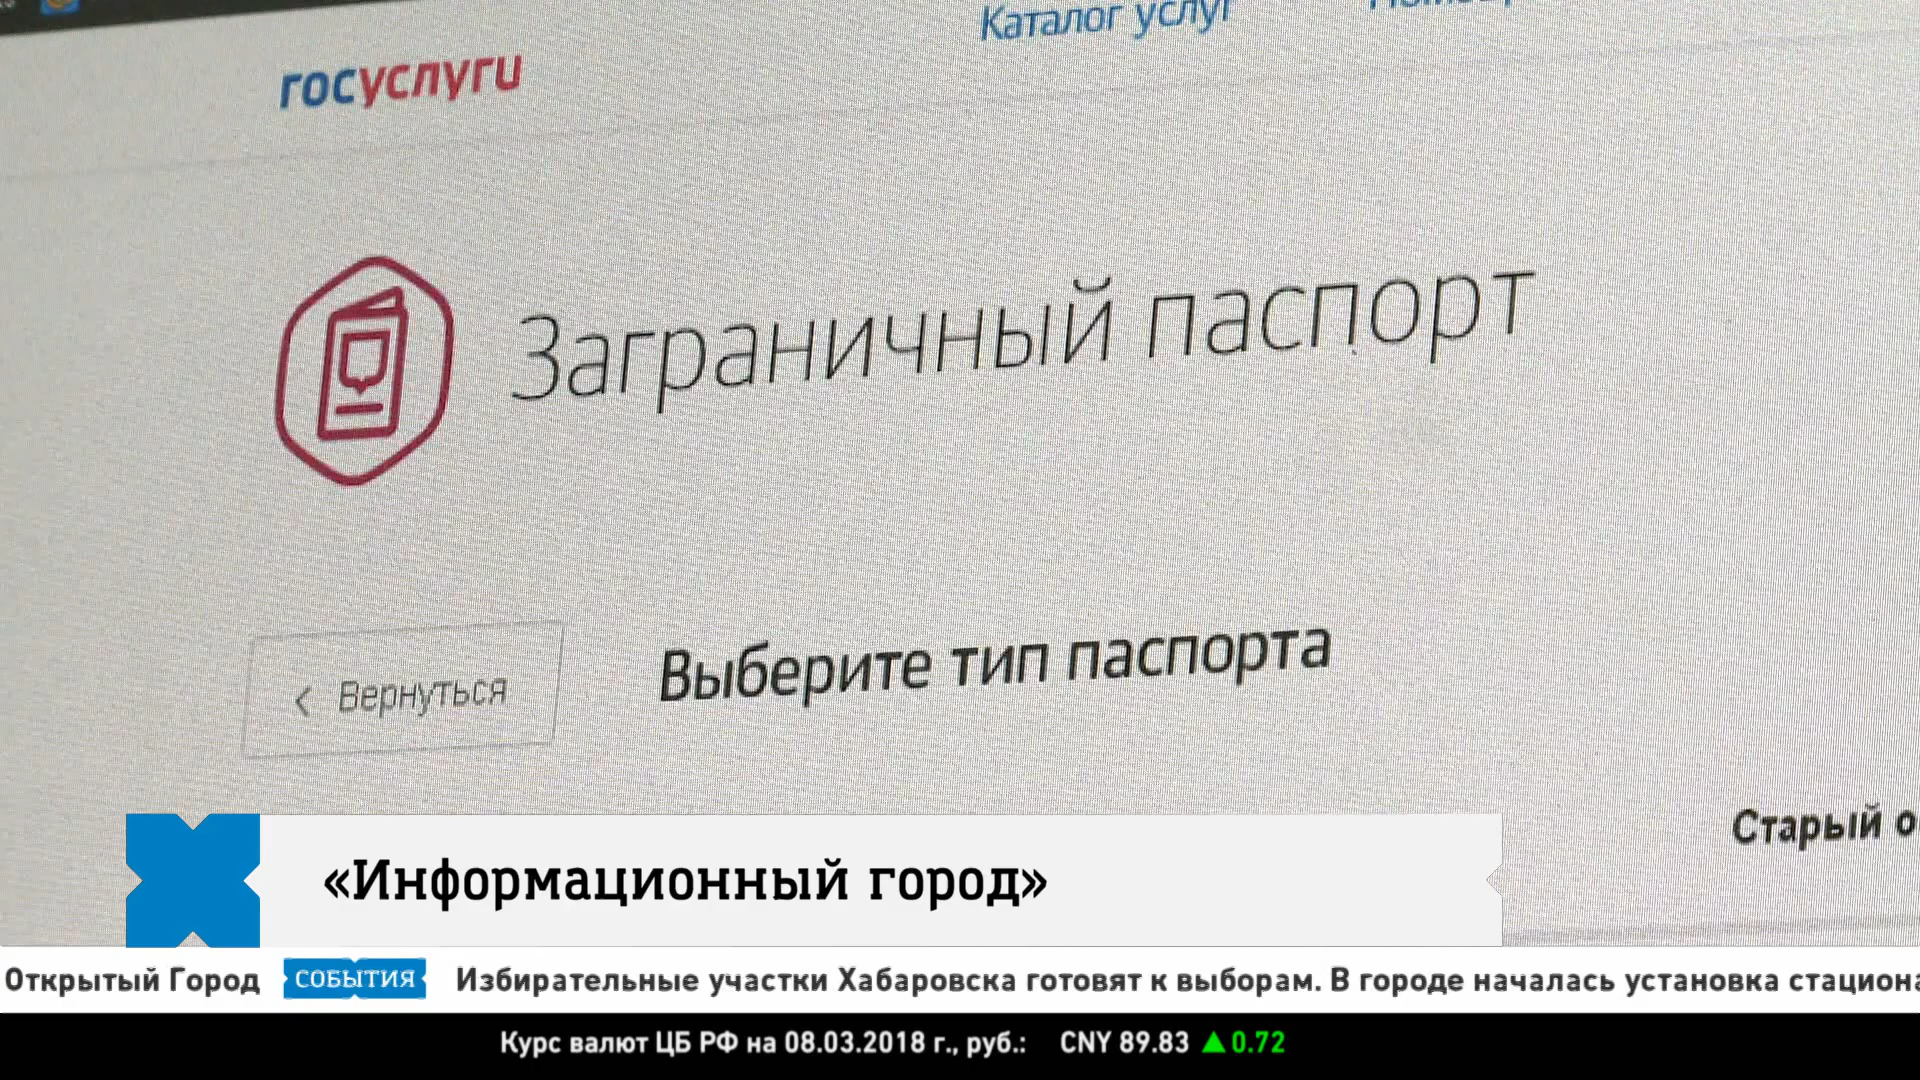 Каталог услуг
госуслуги
Заграничный паспорт
Вернуться
Выберите тип паспорта
Старый
«Информационный город»
Открытый Город СОБЫТИЯ Избирательные участки Хабаровска готовят к выборам. В городе началась установка
Курс валют ЦБ РФ на 08.03.2018 г., руб.: CNY 89.83 ▲ 0.72